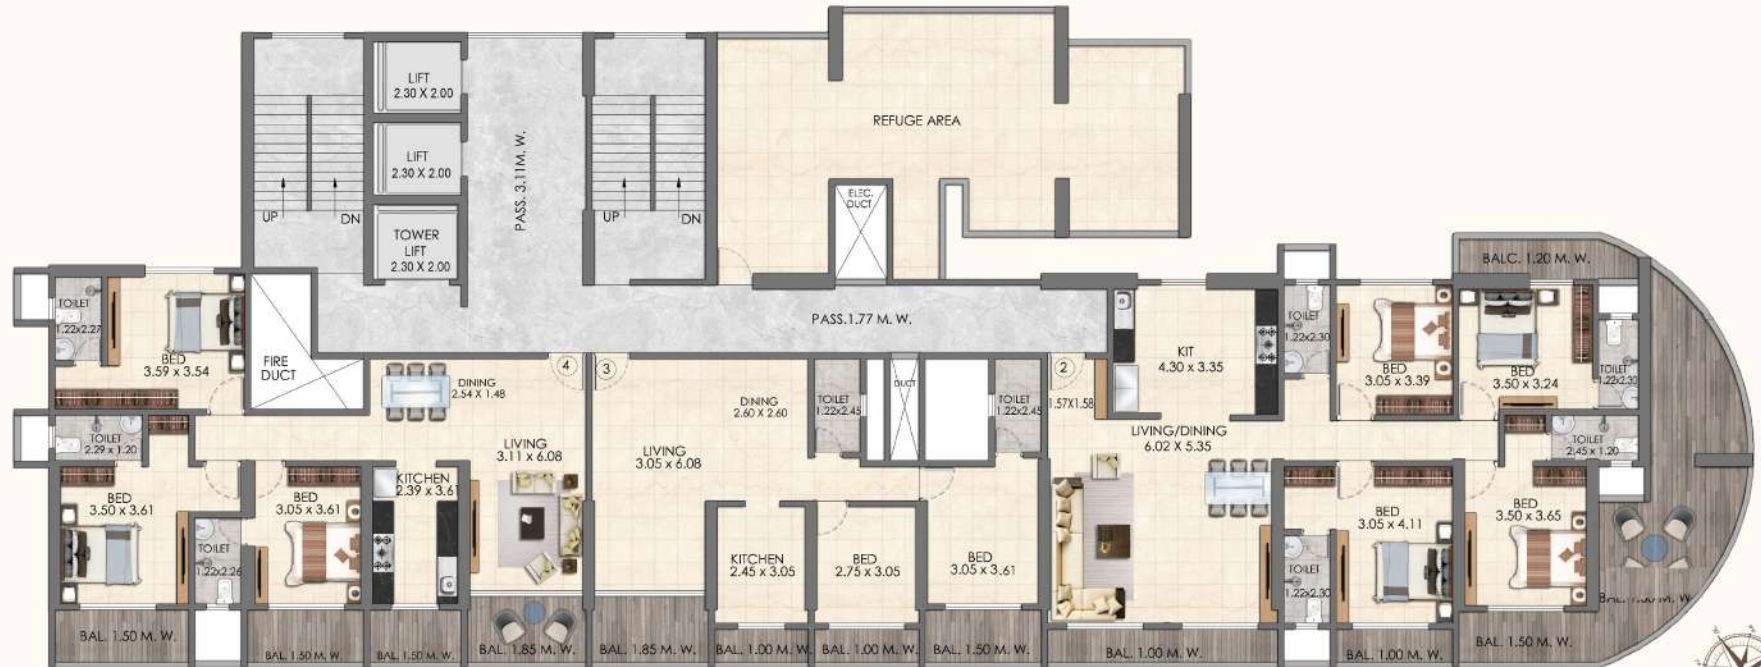 LIFT
2.30 X 2.00
LIFT
2.30 X 2.00
TOWER
LIFT
2.30 X 2.00
UP
DN
PASS. 3.11M. W.
UP
DN
REFUGE AREA
ELEC.
DUCT
PASS.1.77 M. W.
BALC. 1.20 M. W.
TOILET
1.22x2.27
BED
3.59 x 3.54
FIRE
DUCT
TOILET
2.29 x 1.20
BED
3.50 x 3.61
TOILET
1.22x2.26
BED
3.05 x 3.61
KITCHEN
2.39 x 3.61
DINING
2.54 X 1.48
LIVING
3.11 x 6.08
4
3
LIVING
3.05 x 6.08
DINING
2.60 X 2.60
TOILET
1.22x2.45
DUCT
TOILET
1.22x2.45
KITCHEN
2.45 x 3.05
BED
2.75 x 3.05
BED
3.05 x 3.61
2
1.57X1.58
KIT
4.30 x 3.35
LIVING/DINING
6.02 X 5.35
TOILET
1.22x2.30
BED
3.05 x 3.39
BED
3.50 x 3.24
TOILET
1.22x2.30
TOILET
2.45 x 1.20
BED
3.05 x 4.11
TOILET
1.22x2.30
BED
3.50 x 3.65
BAL. 1.50 M. W.
BAL. 1.50 M. W.
BAL. 1.50 M. W.
BAL. 1.85 M. W.
BAL. 1.85 M. W.
BAL. 1.00 M. W.
BAL. 1.00 M. W.
BAL. 1.50 M. W.
BAL. 1.00 M. W.
BAL. 1.00 M. W.
BAL. 1.50 M. W.